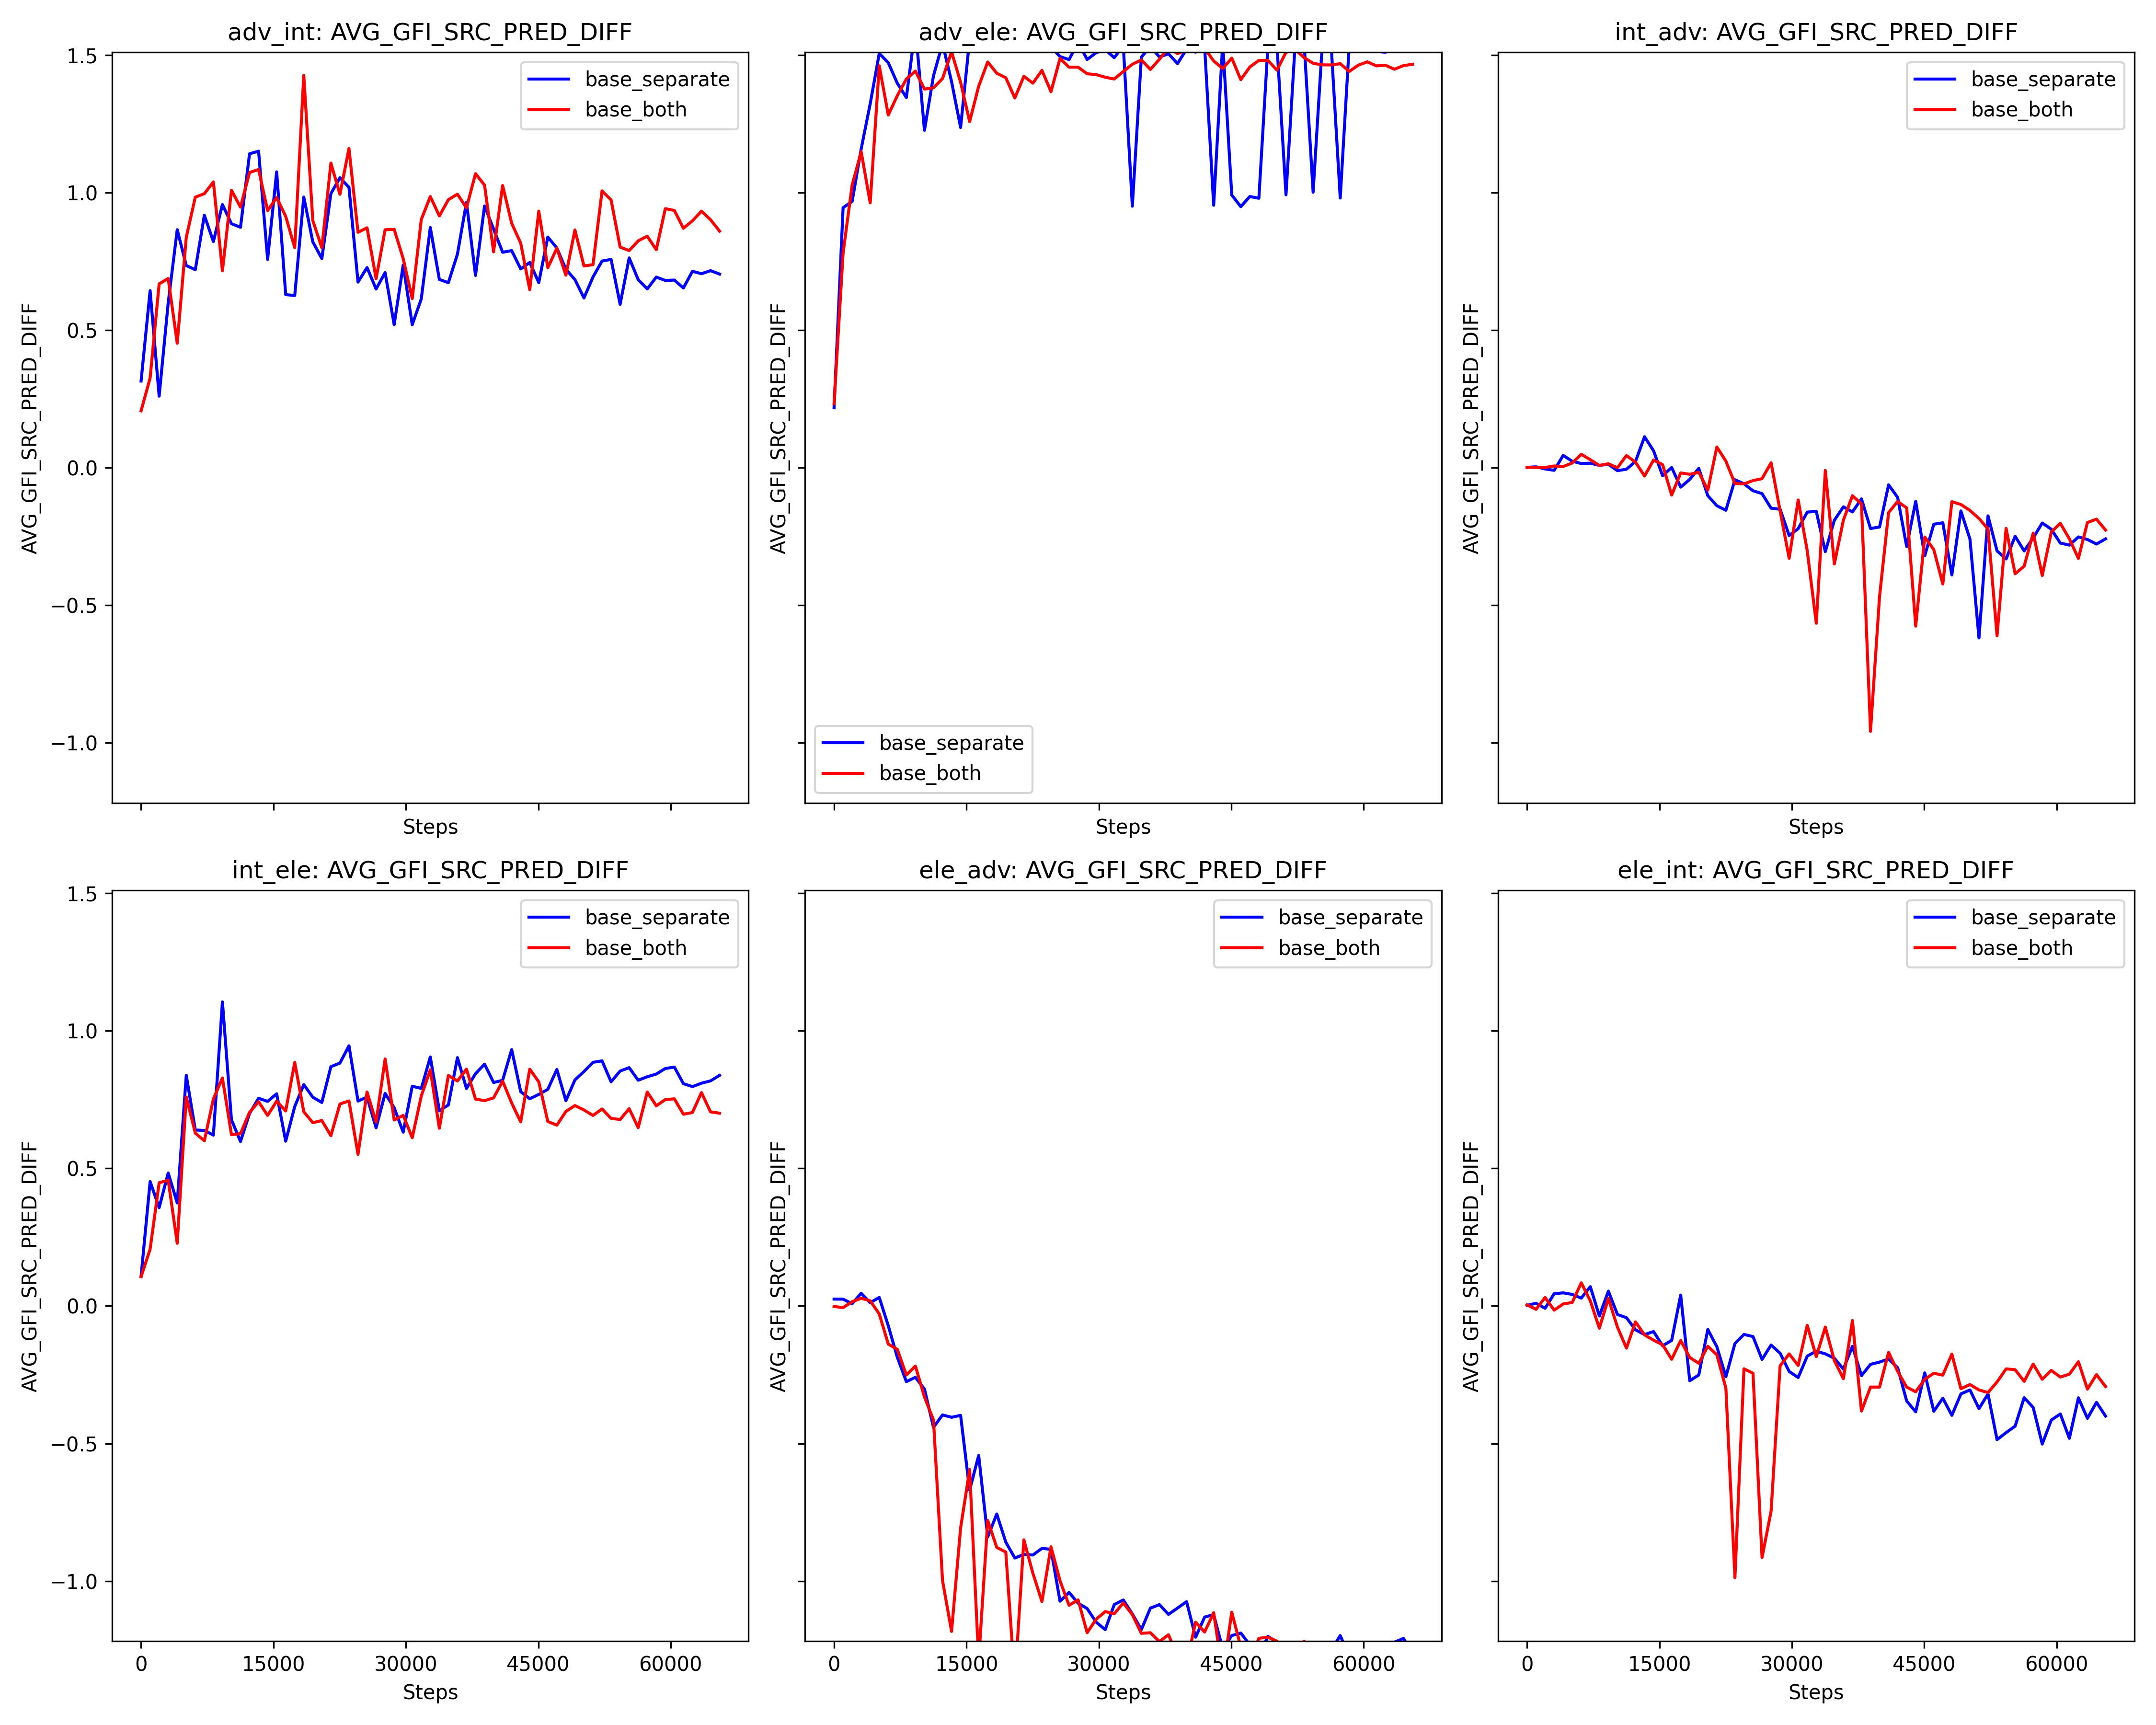 adv_int: AVG_GFI_SRC_PRED_DIFF
adv_ele: AVG_GFI_SRC_PRED_DIFF
int_adv: AVG_GFI_SRC_PRED_DIFF
1.5
1.0
0.5
0.0
−0.5
−1.0
AVG_GFI_SRC_PRED_DIFF
base_separate
base_both
Steps
AVG_GFI_SRC_PRED_DIFF
base_separate
base_both
Steps
AVG_GFI_SRC_PRED_DIFF
base_separate
base_both
Steps
int_ele: AVG_GFI_SRC_PRED_DIFF
ele_adv: AVG_GFI_SRC_PRED_DIFF
ele_int: AVG_GFI_SRC_PRED_DIFF
1.5
1.0
0.5
0.0
−0.5
−1.0
AVG_GFI_SRC_PRED_DIFF
base_separate
base_both
0 15000 30000 45000 60000
Steps
AVG_GFI_SRC_PRED_DIFF
base_separate
base_both
0 15000 30000 45000 60000
Steps
AVG_GFI_SRC_PRED_DIFF
base_separate
base_both
0 15000 30000 45000 60000
Steps